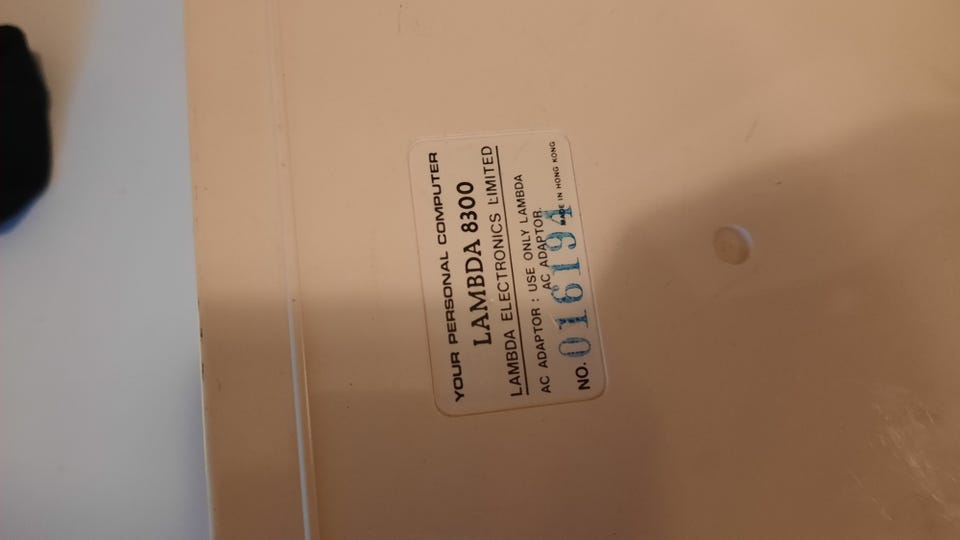 YOUR PERSONAL COMPUTER
LAMBDA 8300
LAMBDA ELECTRONICS LIMITED
AC ADAPTOR : USE ONLY LAMBDA
AC ADAPTOR.
MADE IN HONG KONG
NO. 016194